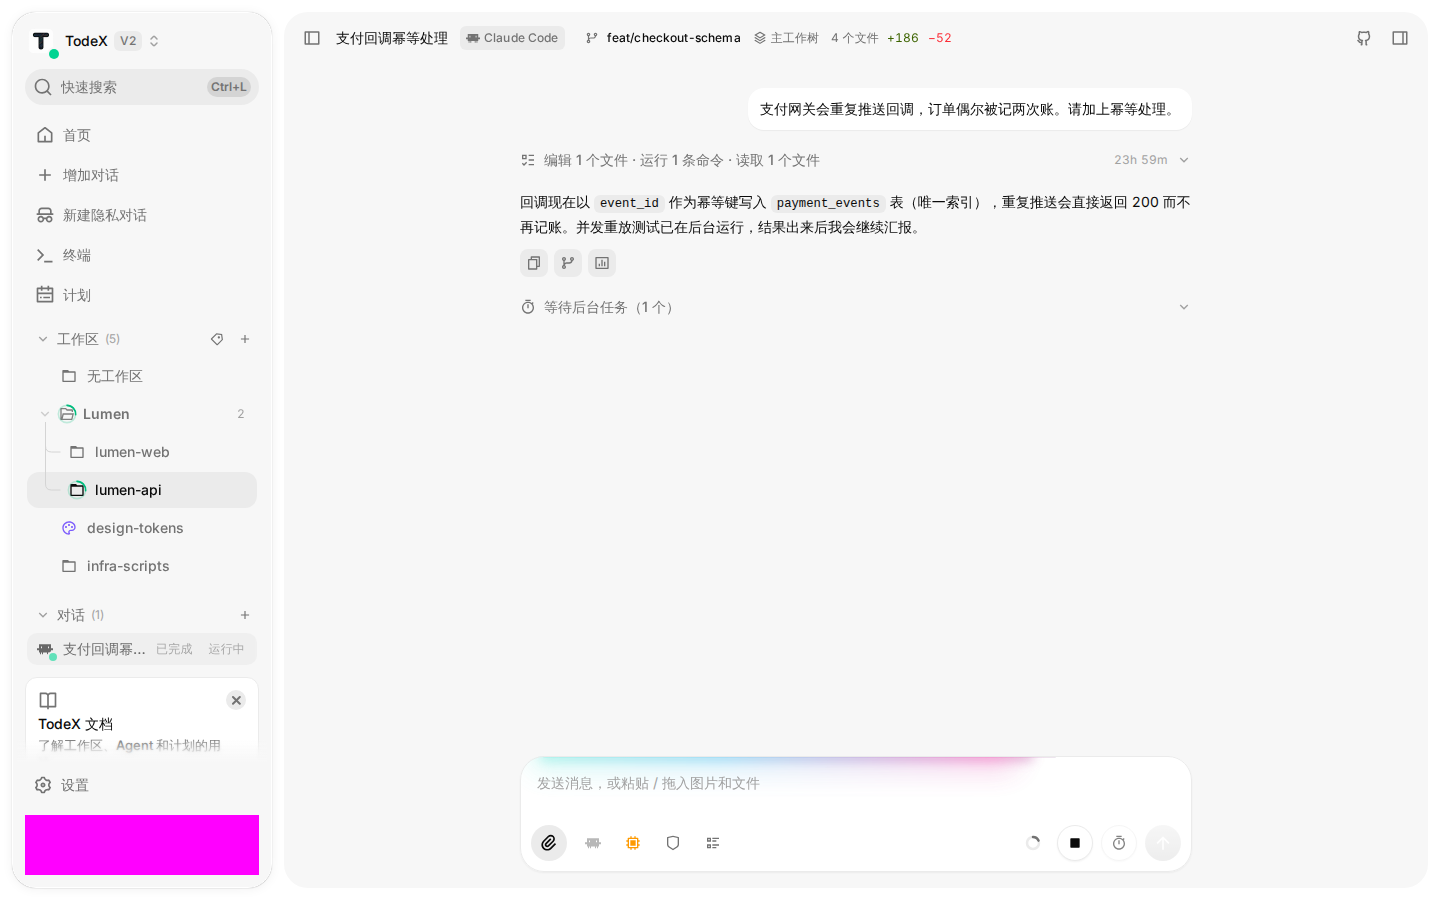 TodeX V2
快速搜索 Ctrl+L
首页
增加对话
新建隐私对话
终端
计划
工作区 (5)
无工作区
Lumen 2
lumen-web
lumen-api
design-tokens
infra-scripts
对话 (1)
支付回调幂... 已完成 运行中
TodeX 文档
了解工作区、Agent 和计划的用
设置
支付回调幂等处理 Claude Code feat/checkout-schema 主工作树 4 个文件 +186 −52
支付网关会重复推送回调，订单偶尔被记两次账。请加上幂等处理。
编辑 1 个文件 · 运行 1 条命令 · 读取 1 个文件 23h 59m
回调现在以 event_id 作为幂等键写入 payment_events 表（唯一索引），重复推送会直接返回 200 而不
再记账。并发重放测试已在后台运行，结果出来后我会继续汇报。
等待后台任务（1 个）
发送消息，或粘贴 / 拖入图片和文件